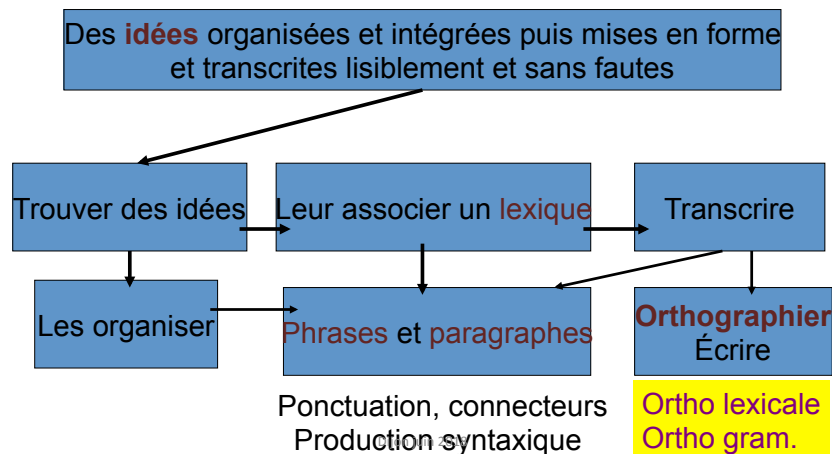 Des idées organisées et intégrées puis mises en forme
et transcrites lisiblement et sans fautes
Trouver des idées
Leur associer un lexique
Transcrire
Les organiser
Phrases et paragraphes
Orthographier
Écrire
Ponctuation, connecteurs
Production syntaxique
Ortho lexicale
Ortho gram.